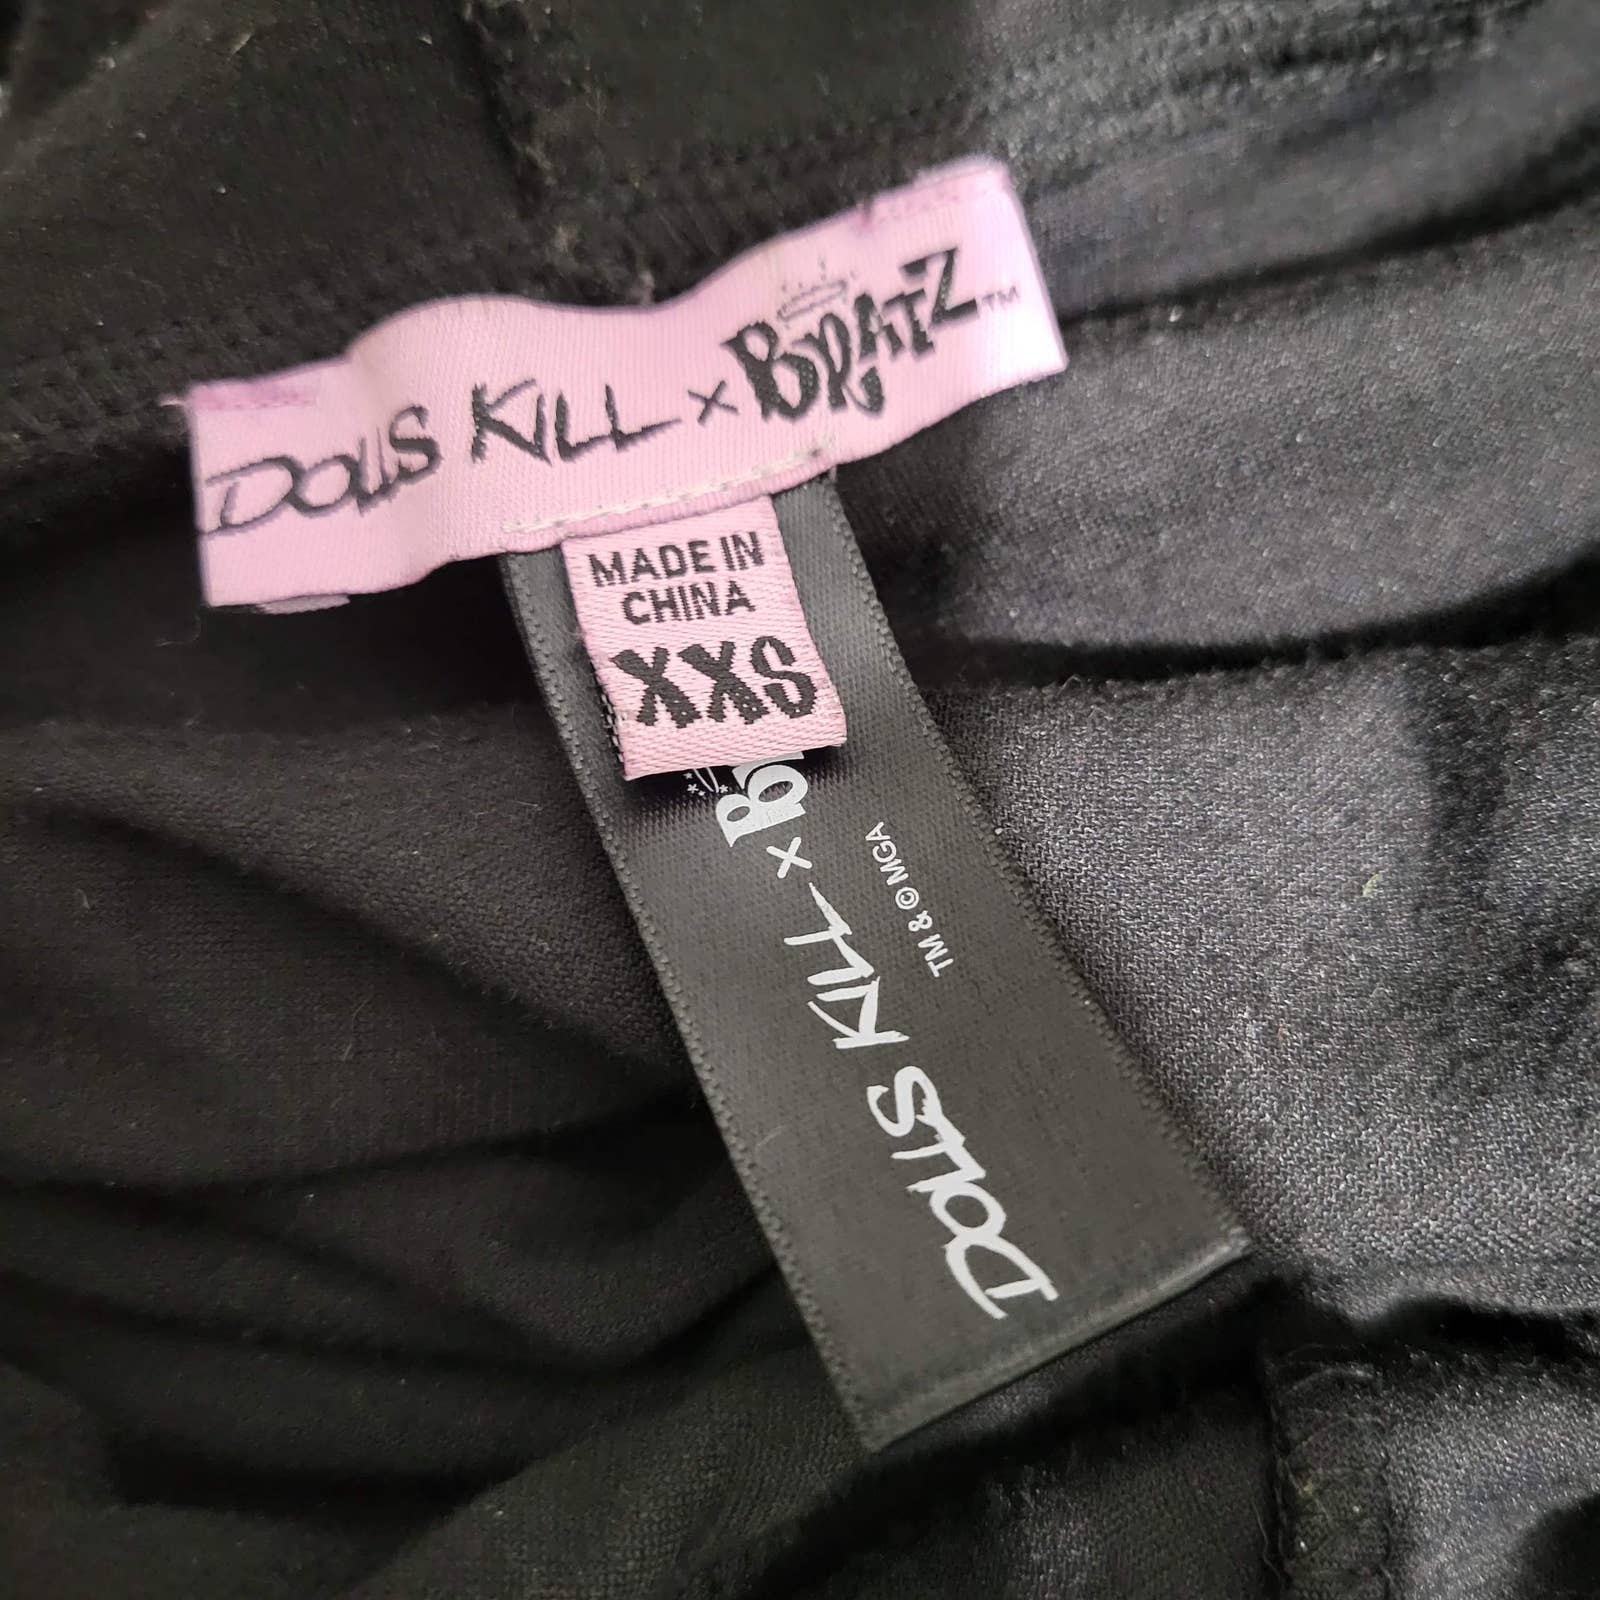 DOLLS KILL × BRATZ™
MADE IN
CHINA
XXS
DOLLS KILL ×
TM & © MGA